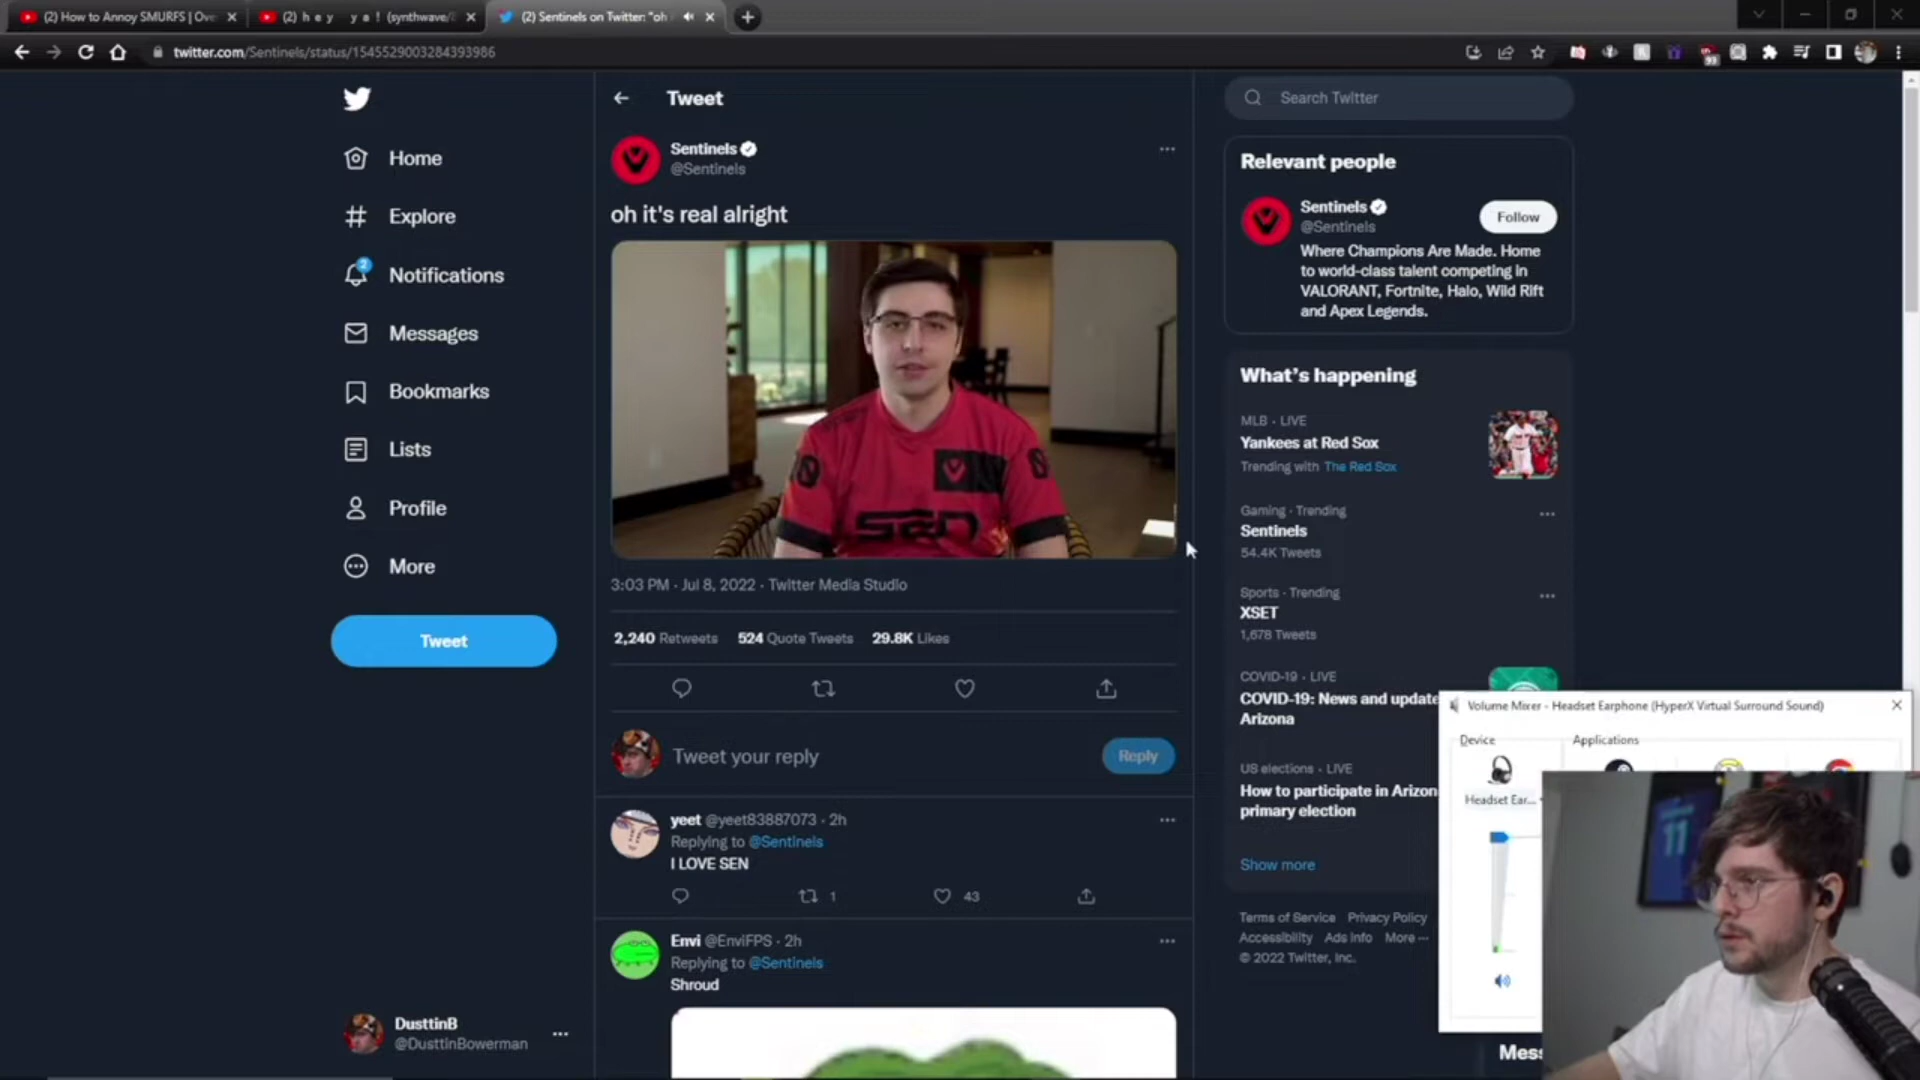 (2) How to Annoy SMURFS | Ove
(2) h e y y a ! (synthwave/
(2) Sentinels on Twitter: "oh
twitter.com/Sentinels/status/1545529003284393986
93
Home
Explore
2
Notifications
Messages
Bookmarks
Lists
Profile
More
Tweet
DusttinB
@DusttinBowerman
Tweet
Sentinels
@Sentinels
oh it's real alright
sen
3:03 PM · Jul 8, 2022 · Twitter Media Studio
2,240 Retweets 524 Quote Tweets 29.8K Likes
Tweet your reply
Reply
yeet @yeet83887073 · 2h
Replying to @Sentinels
I LOVE SEN
1
43
Envi @EnviFPS · 2h
Replying to @Sentinels
Shroud
Search Twitter
Relevant people
Sentinels
@Sentinels
Follow
Where Champions Are Made. Home
to world-class talent competing in
VALORANT, Fortnite, Halo, Wild Rift
and Apex Legends.
What's happening
MLB · LIVE
Yankees at Red Sox
Trending with The Red Sox
Gaming · Trending
Sentinels
54.4K Tweets
Sports · Trending
XSET
1,678 Tweets
COVID-19 · LIVE
COVID-19: News and update
Arizona
US elections · LIVE
How to participate in Arizon
primary election
Show more
Terms of Service Privacy Policy
Accessibility Ads info More ···
© 2022 Twitter, Inc.
Mess
Volume Mixer - Headset Earphone (HyperX Virtual Surround Sound)
Device
Applications
Headset Ear...
11